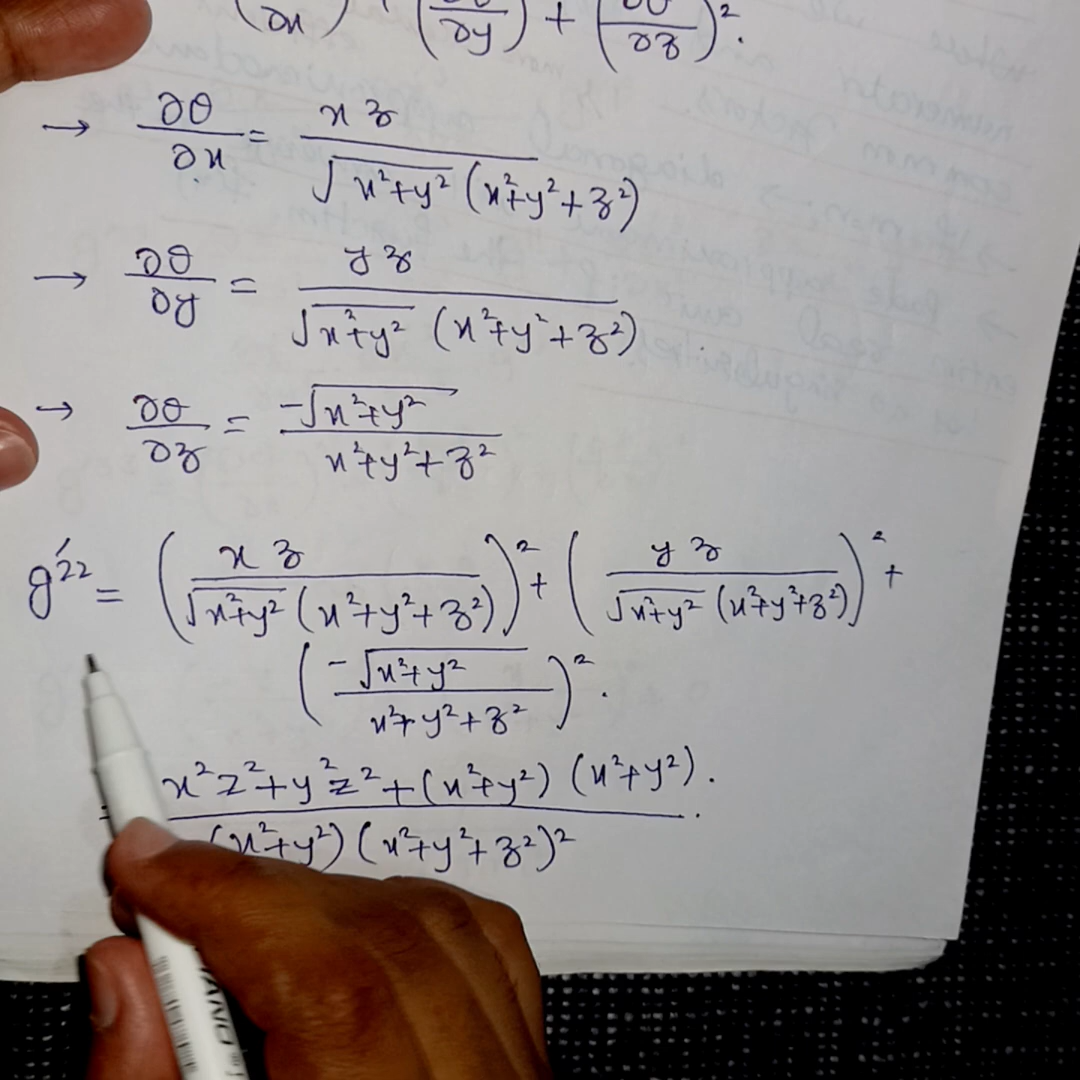 ∂x ) + ( ∂y ) + ( ∂z )².
→ ∂θ/∂x = xz / √(x²+y²) (x²+y²+z²)
→ ∂θ/∂y = yz / √(x²+y²) (x²+y²+z²)
→ ∂θ/∂z = -√(x²+y²) / x²+y²+z²
g'²² = ( xz / √(x²+y²) (x²+y²+z²) )² + ( yz / √(x²+y²) (x²+y²+z²) )² +
( -√(x²+y²) / x²+y²+z² )².
= x²z²+y²z²+(x²+y²) (x²+y²). / (x²+y²) (x²+y²+z²)² .